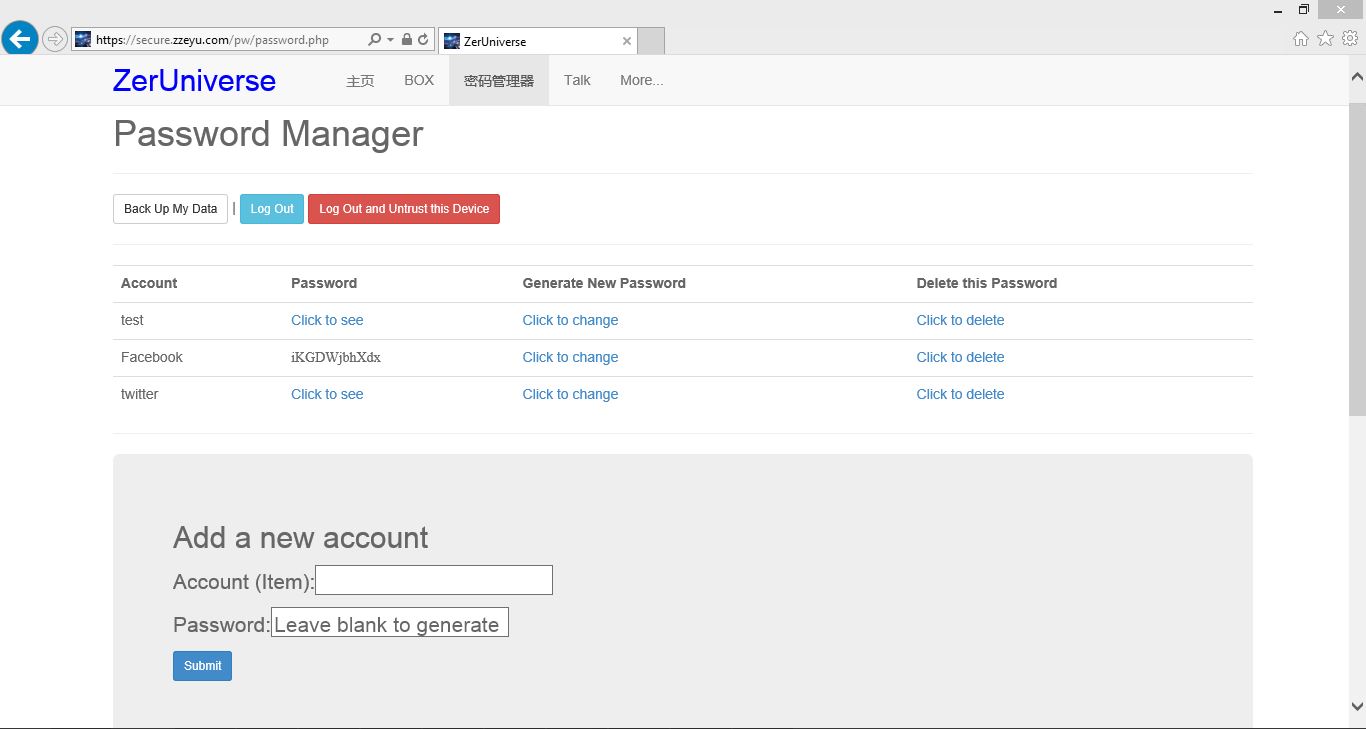 https://secure.zzeyu.com/pw/password.php ZerUniverse
ZerUniverse 主页 BOX 密码管理器 Talk More...
Password Manager
Back Up My Data | Log Out Log Out and Untrust this Device
Account Password Generate New Password Delete this Password
test Click to see Click to change Click to delete
Facebook iKGDWjbhXdx Click to change Click to delete
twitter Click to see Click to change Click to delete
Add a new account
Account (Item):
Password: Leave blank to generate
Submit